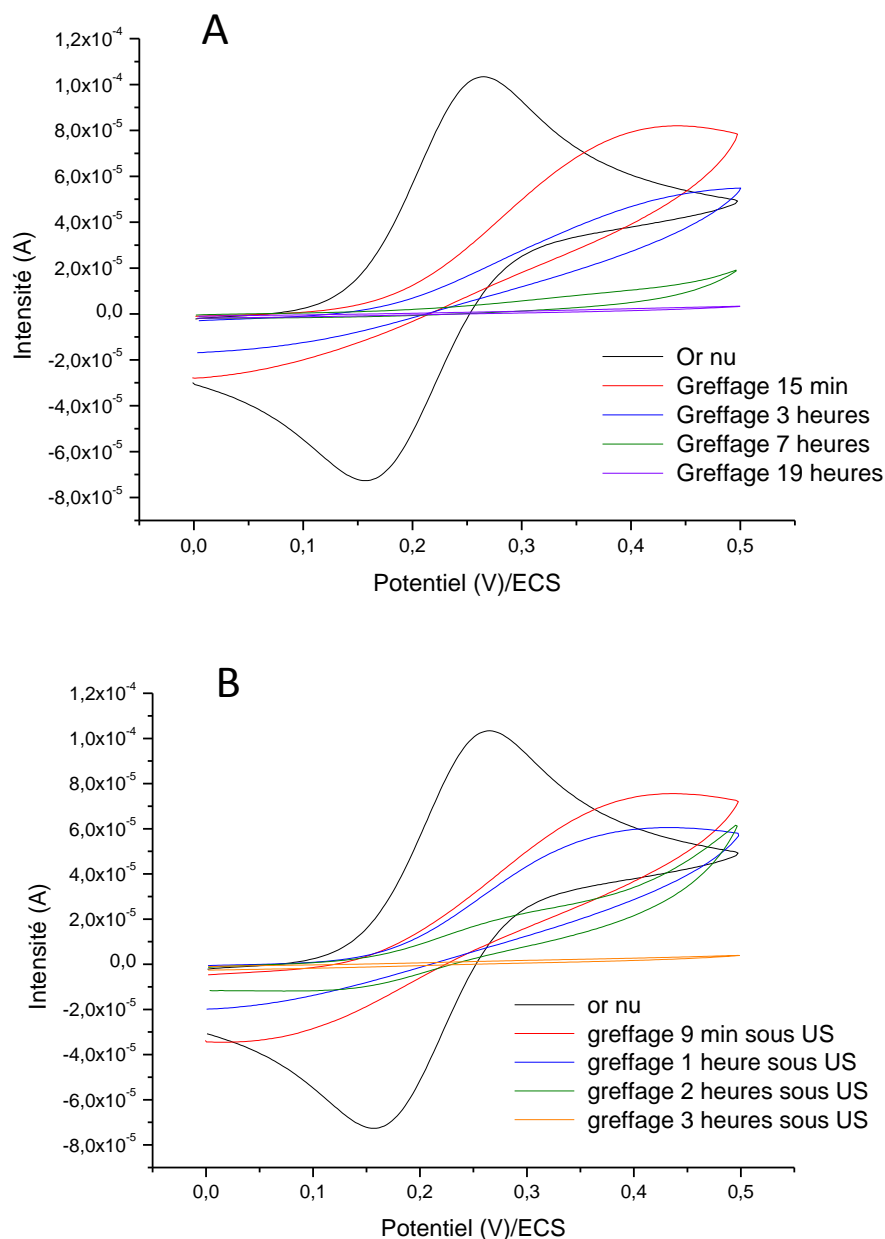 A
1,2x10-4
1,0x10-4
8,0x10-5
6,0x10-5
4,0x10-5
2,0x10-5
0,0
-2,0x10-5
-4,0x10-5
-6,0x10-5
-8,0x10-5
Intensité (A)
Or nu
Greffage 15 min
Greffage 3 heures
Greffage 7 heures
Greffage 19 heures
0,0 0,1 0,2 0,3 0,4 0,5
Potentiel (V)/ECS
B
1,2x10-4
1,0x10-4
8,0x10-5
6,0x10-5
4,0x10-5
2,0x10-5
0,0
-2,0x10-5
-4,0x10-5
-6,0x10-5
-8,0x10-5
Intensité (A)
or nu
greffage 9 min sous US
greffage 1 heure sous US
greffage 2 heures sous US
greffage 3 heures sous US
0,0 0,1 0,2 0,3 0,4 0,5
Potentiel (V)/ECS